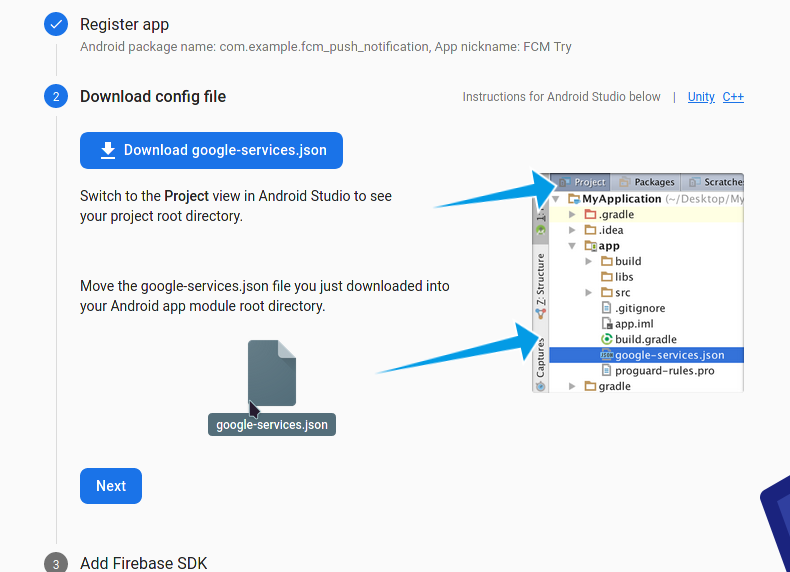 Register app
Android package name: com.example.fcm_push_notification, App nickname: FCM Try
2
Download config file
Instructions for Android Studio below | Unity C++
Download google-services.json
Switch to the Project view in Android Studio to see
your project root directory.
Move the google-services.json file you just downloaded into
your Android app module root directory.
google-services.json
Project Packages Scratches
MyApplication (~/Desktop/My
.gradle
.idea
app
build
libs
src
.gitignore
app.iml
build.gradle
google-services.json
proguard-rules.pro
gradle
1:
Z: Structure
Captures
Next
3
Add Firebase SDK